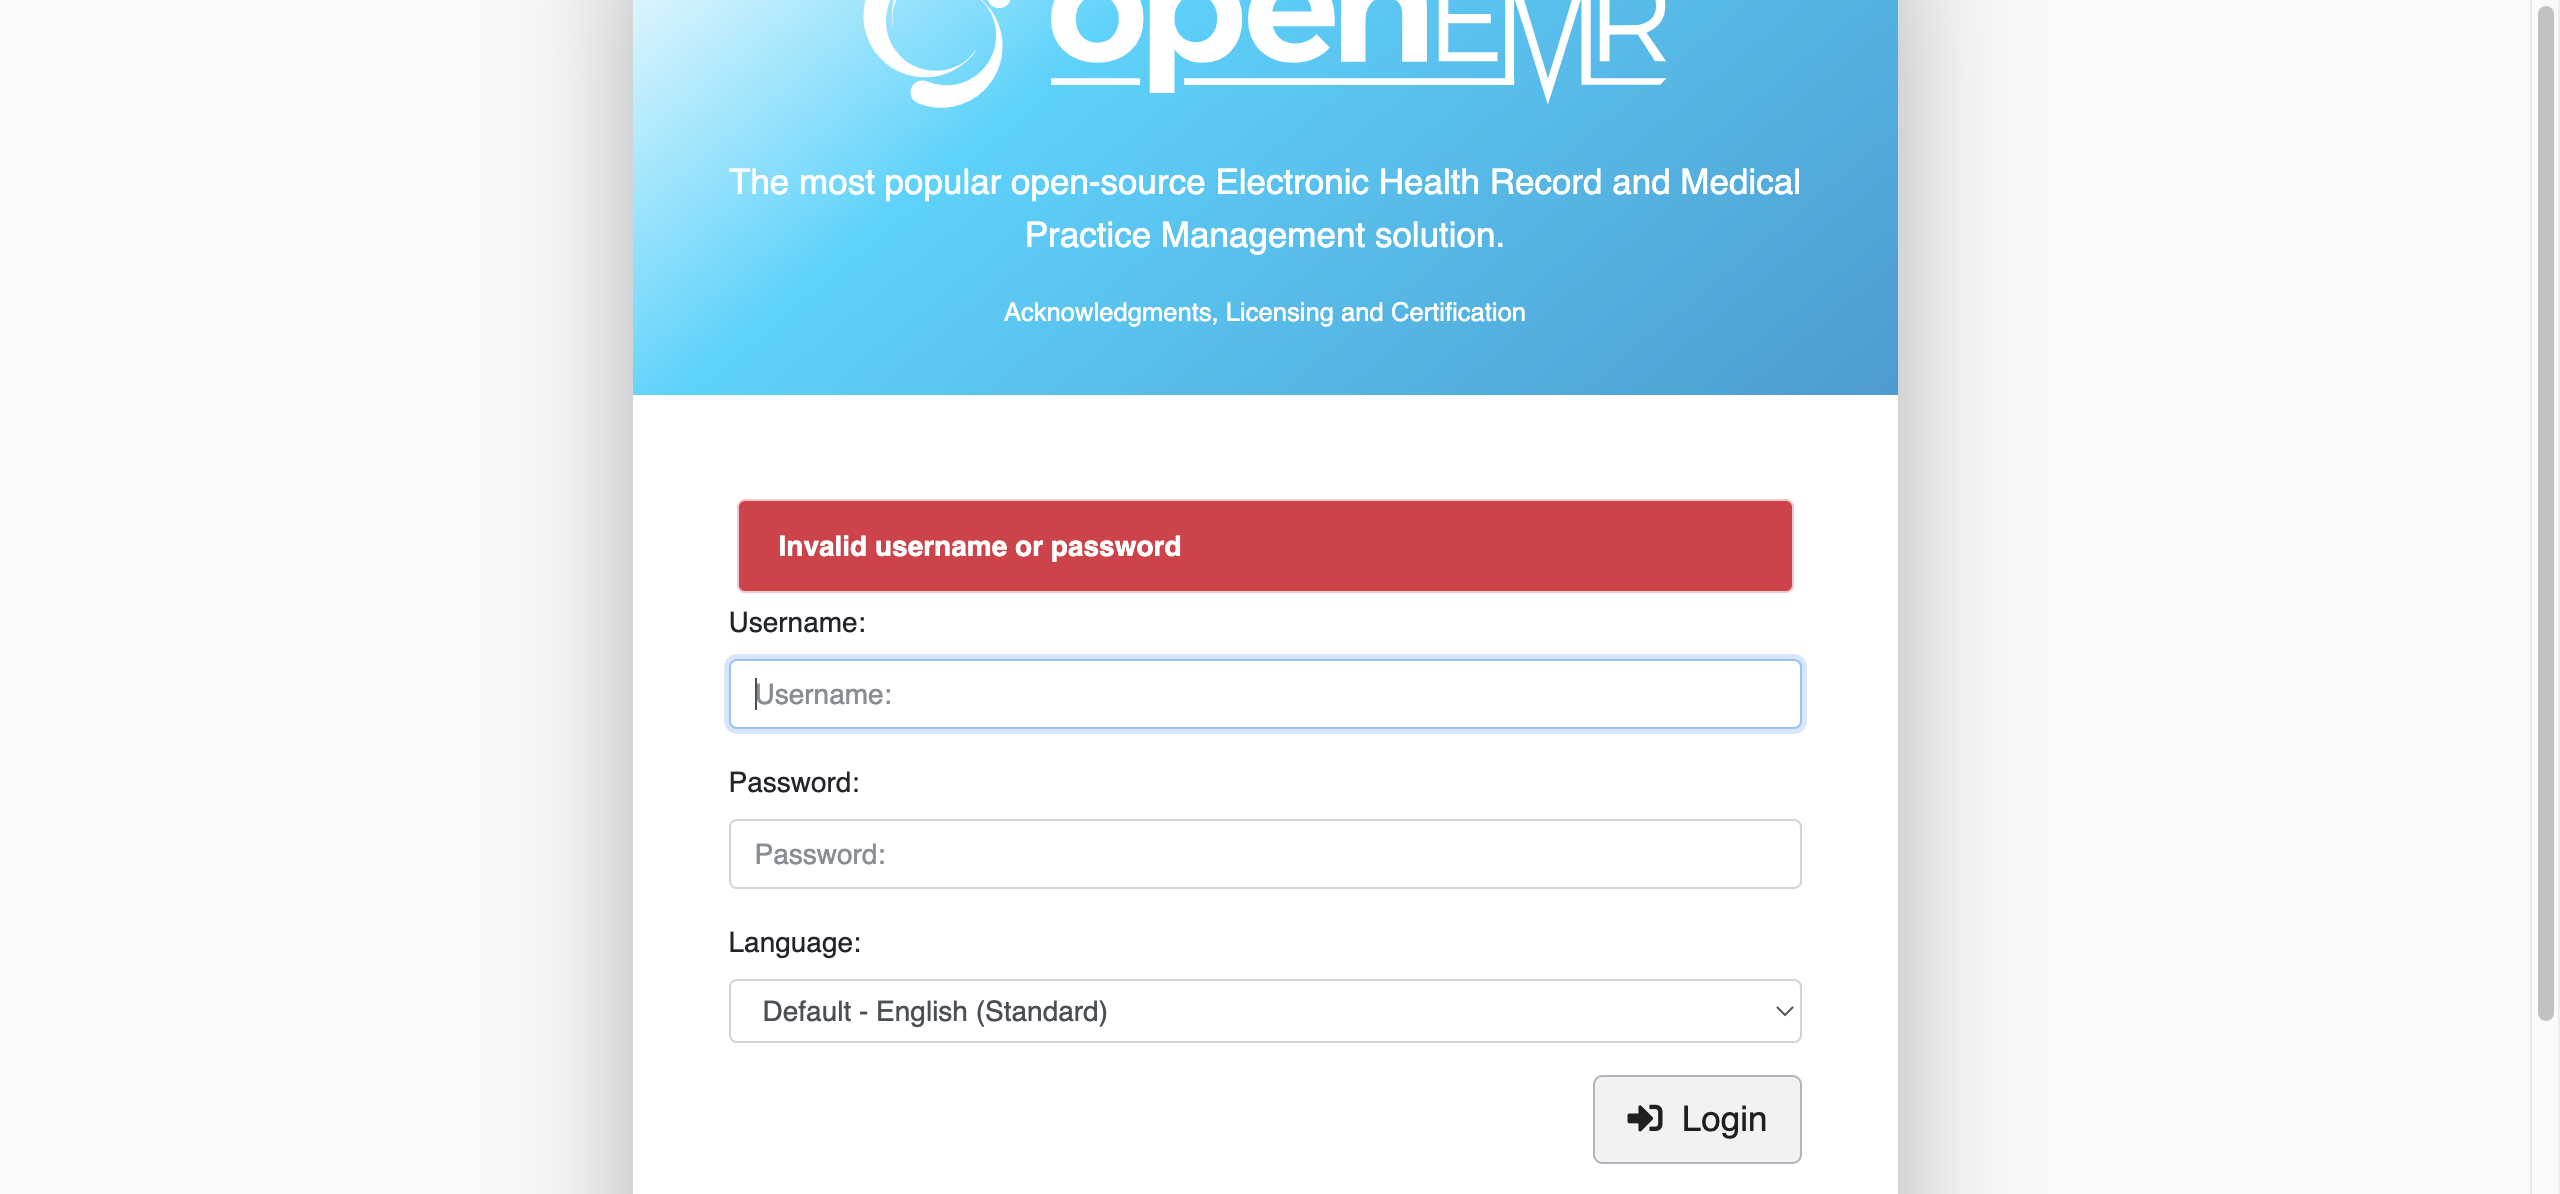 openEMR
The most popular open-source Electronic Health Record and Medical
Practice Management solution.
Acknowledgments, Licensing and Certification
Invalid username or password
Username:
Username:
Password:
Password:
Language:
Default - English (Standard)
Login